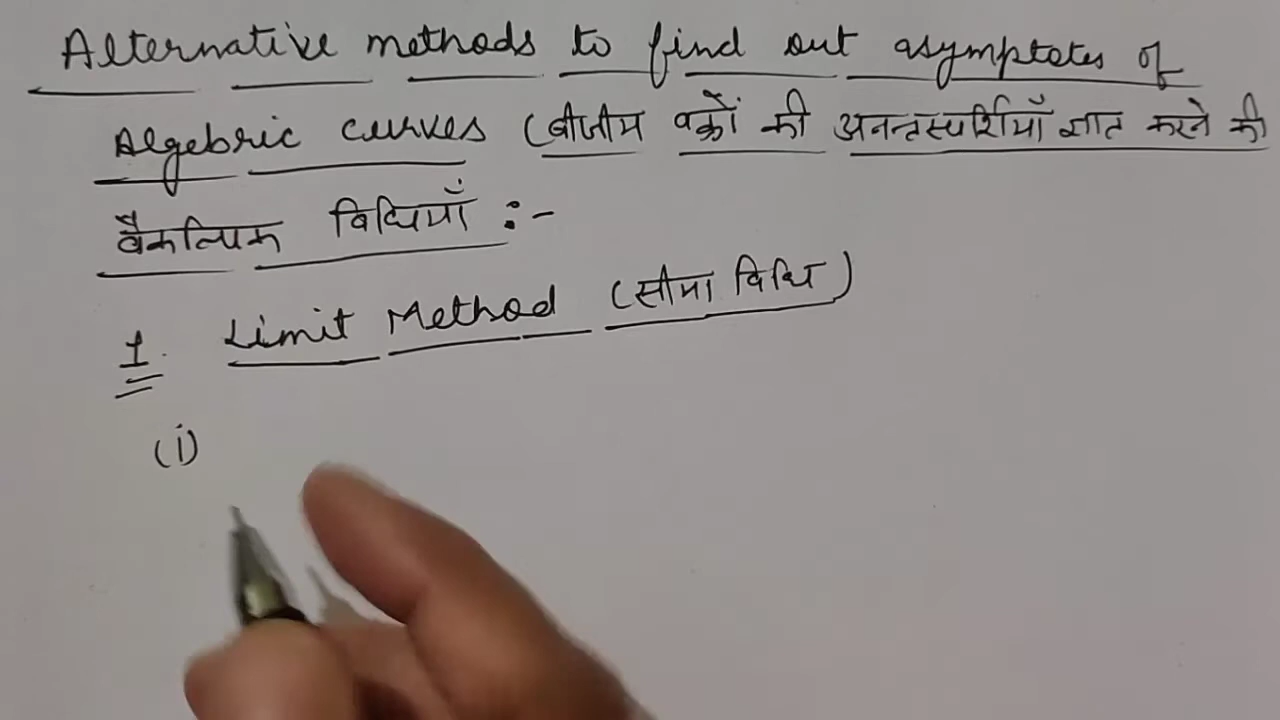 Alternative methods to find out asymptotes of
Algebric curves (बीजीय वक्रों की अनन्तस्पर्शियाँ ज्ञात करने की
वैकल्पिक विधियाँ :-
1. Limit Method (सीमा विधि)
(i)